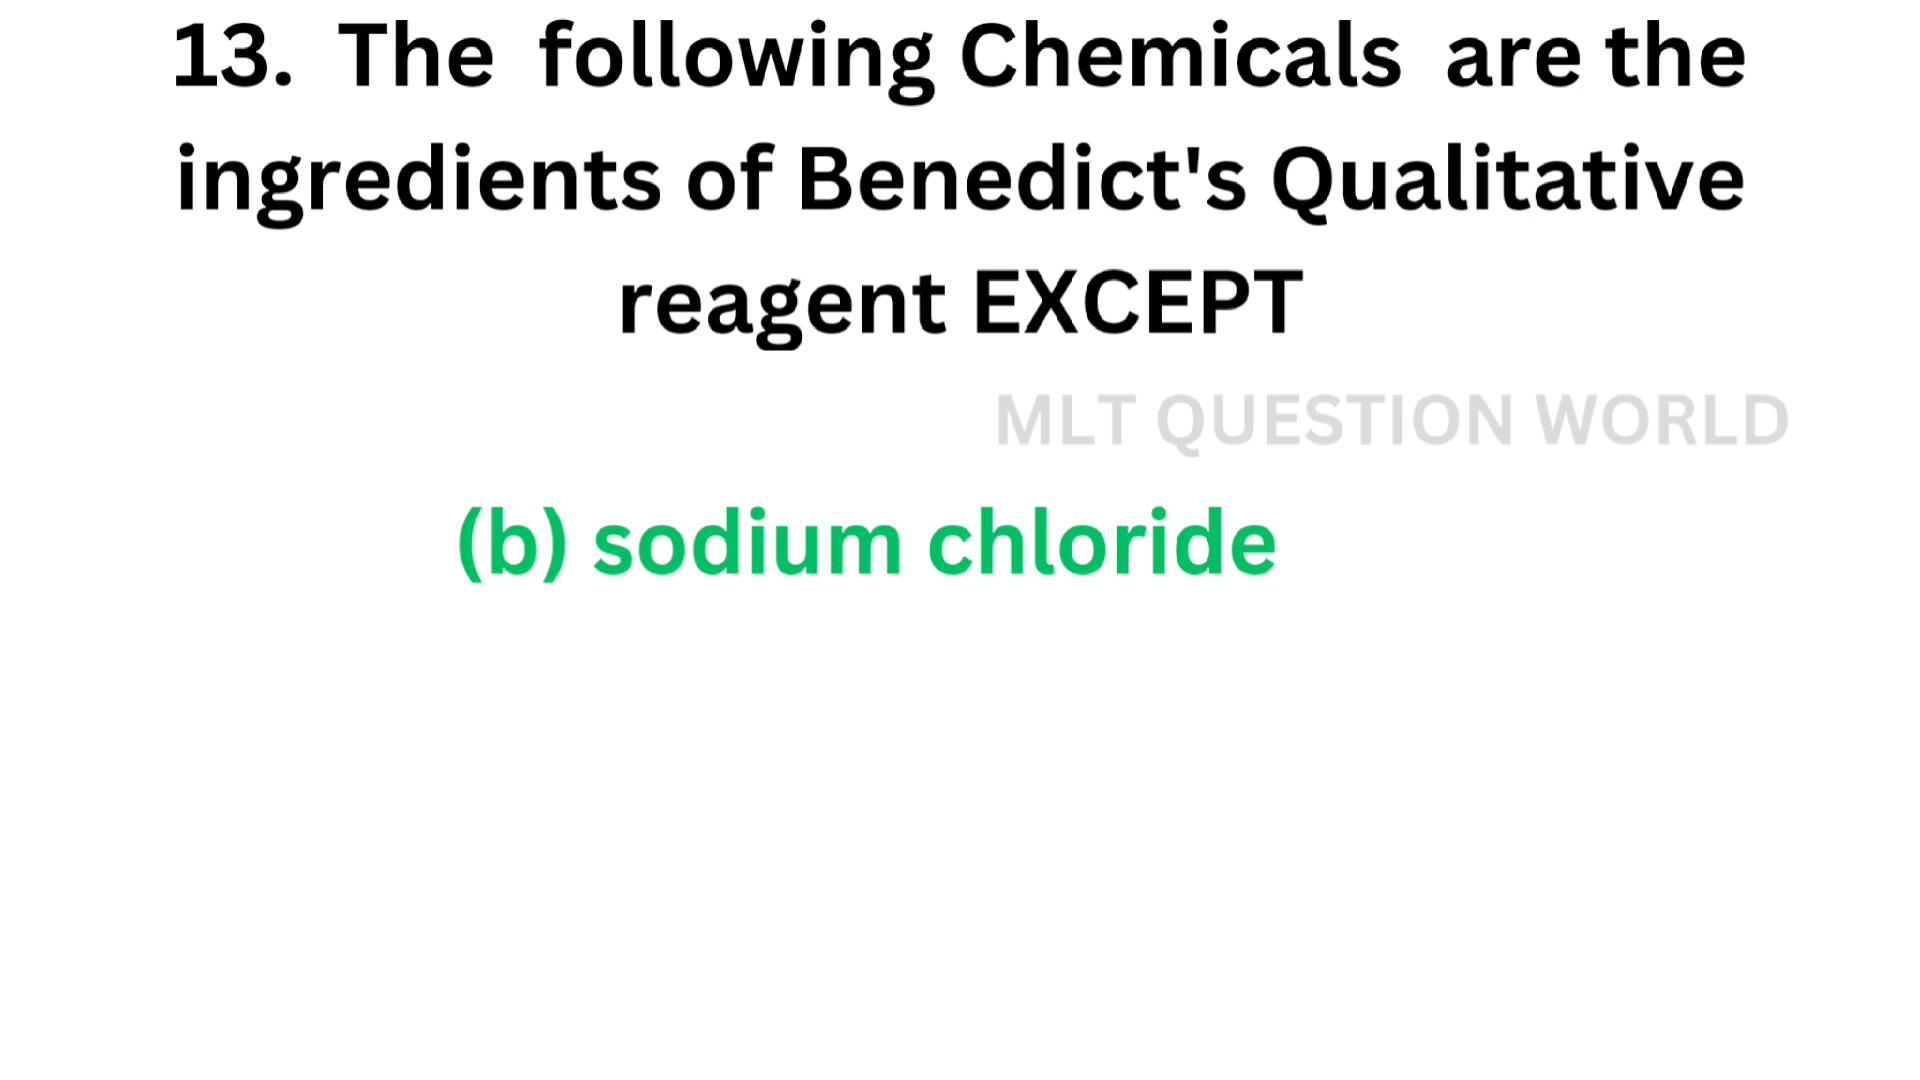 13. The following Chemicals are the
ingredients of Benedict's Qualitative
reagent EXCEPT
MLT QUESTION WORLD
(b) sodium chloride